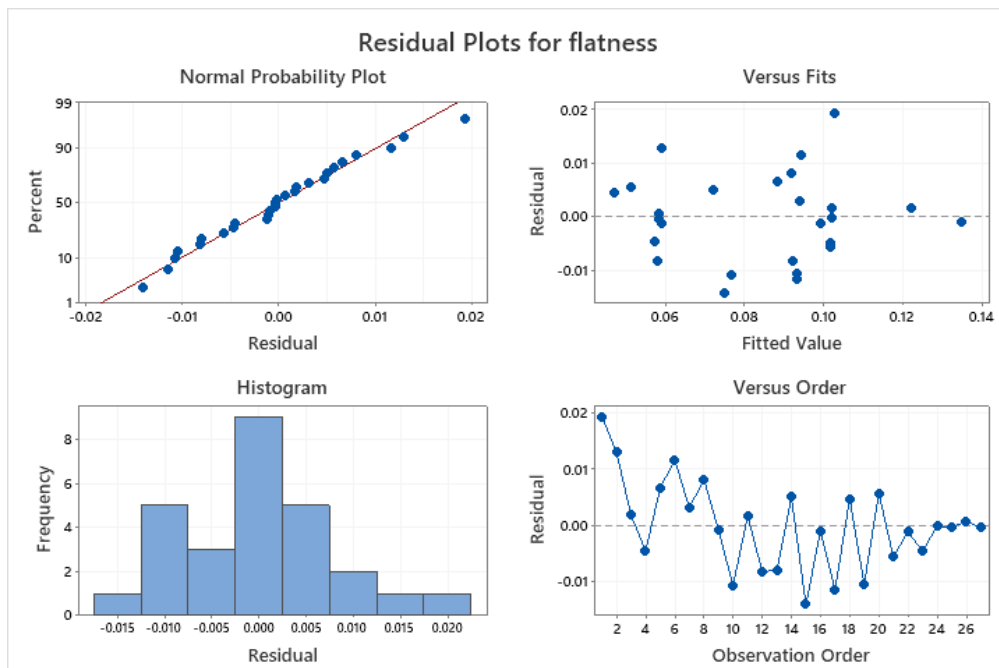 Residual Plots for flatness
Normal Probability Plot
99
90
50
10
1
Percent
-0.02 -0.01 0.00 0.01 0.02
Residual
Versus Fits
0.02
0.01
0.00
-0.01
Residual
0.06 0.08 0.10 0.12 0.14
Fitted Value
Histogram
8
6
4
2
0
Frequency
-0.015 -0.010 -0.005 0.000 0.005 0.010 0.015 0.020
Residual
Versus Order
0.02
0.01
0.00
-0.01
Residual
2 4 6 8 10 12 14 16 18 20 22 24 26
Observation Order